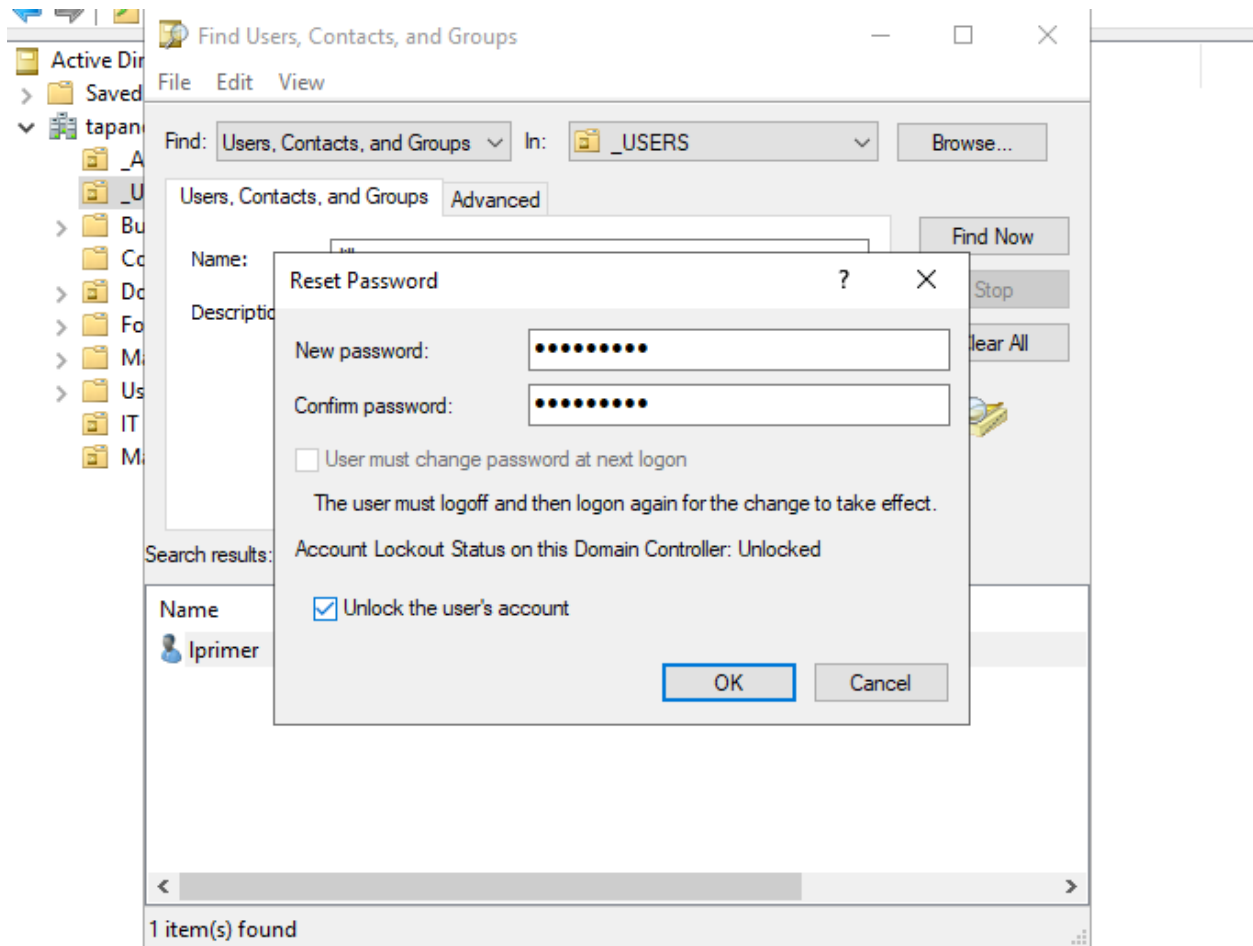 Find Users, Contacts, and Groups
File Edit View
Active Dir
Saved
tapan
_A
_U
Bu
Co
Do
Fo
Ma
Us
IT
Ma
Find: Users, Contacts, and Groups In: _USERS Browse...
Users, Contacts, and Groups Advanced
Find Now
Name:
Stop
Descriptio
lear All
Reset Password ?
New password: •••••••••
Confirm password: •••••••••
User must change password at next logon
The user must logoff and then logon again for the change to take effect.
Account Lockout Status on this Domain Controller: Unlocked
Unlock the user's account
OK Cancel
Search results:
Name
lprimer
1 item(s) found